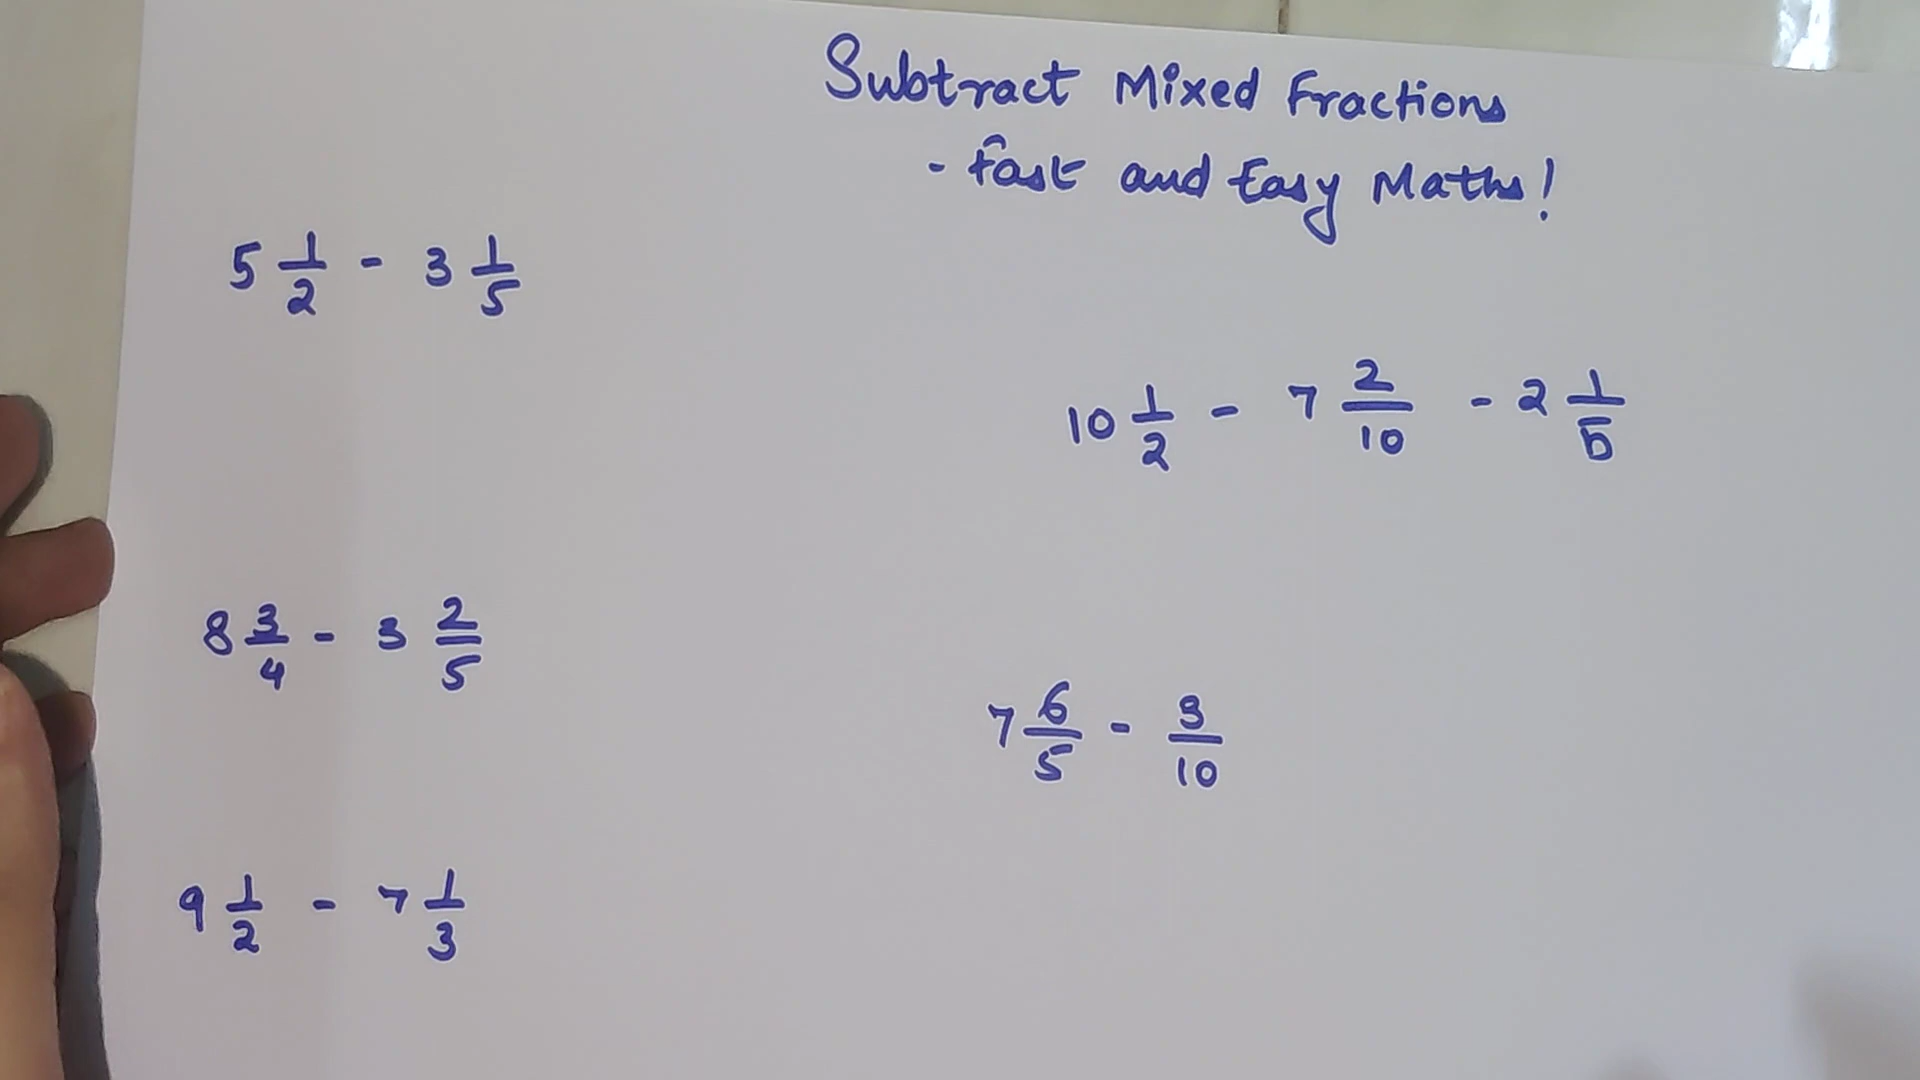 Subtract Mixed Fractions
- Fast and Easy Maths!
5 1/2 - 3 1/5
10 1/2 - 7 2/10 - 2 1/5
8 3/4 - 3 2/5
7 6/5 - 3/10
9 1/2 - 7 1/3